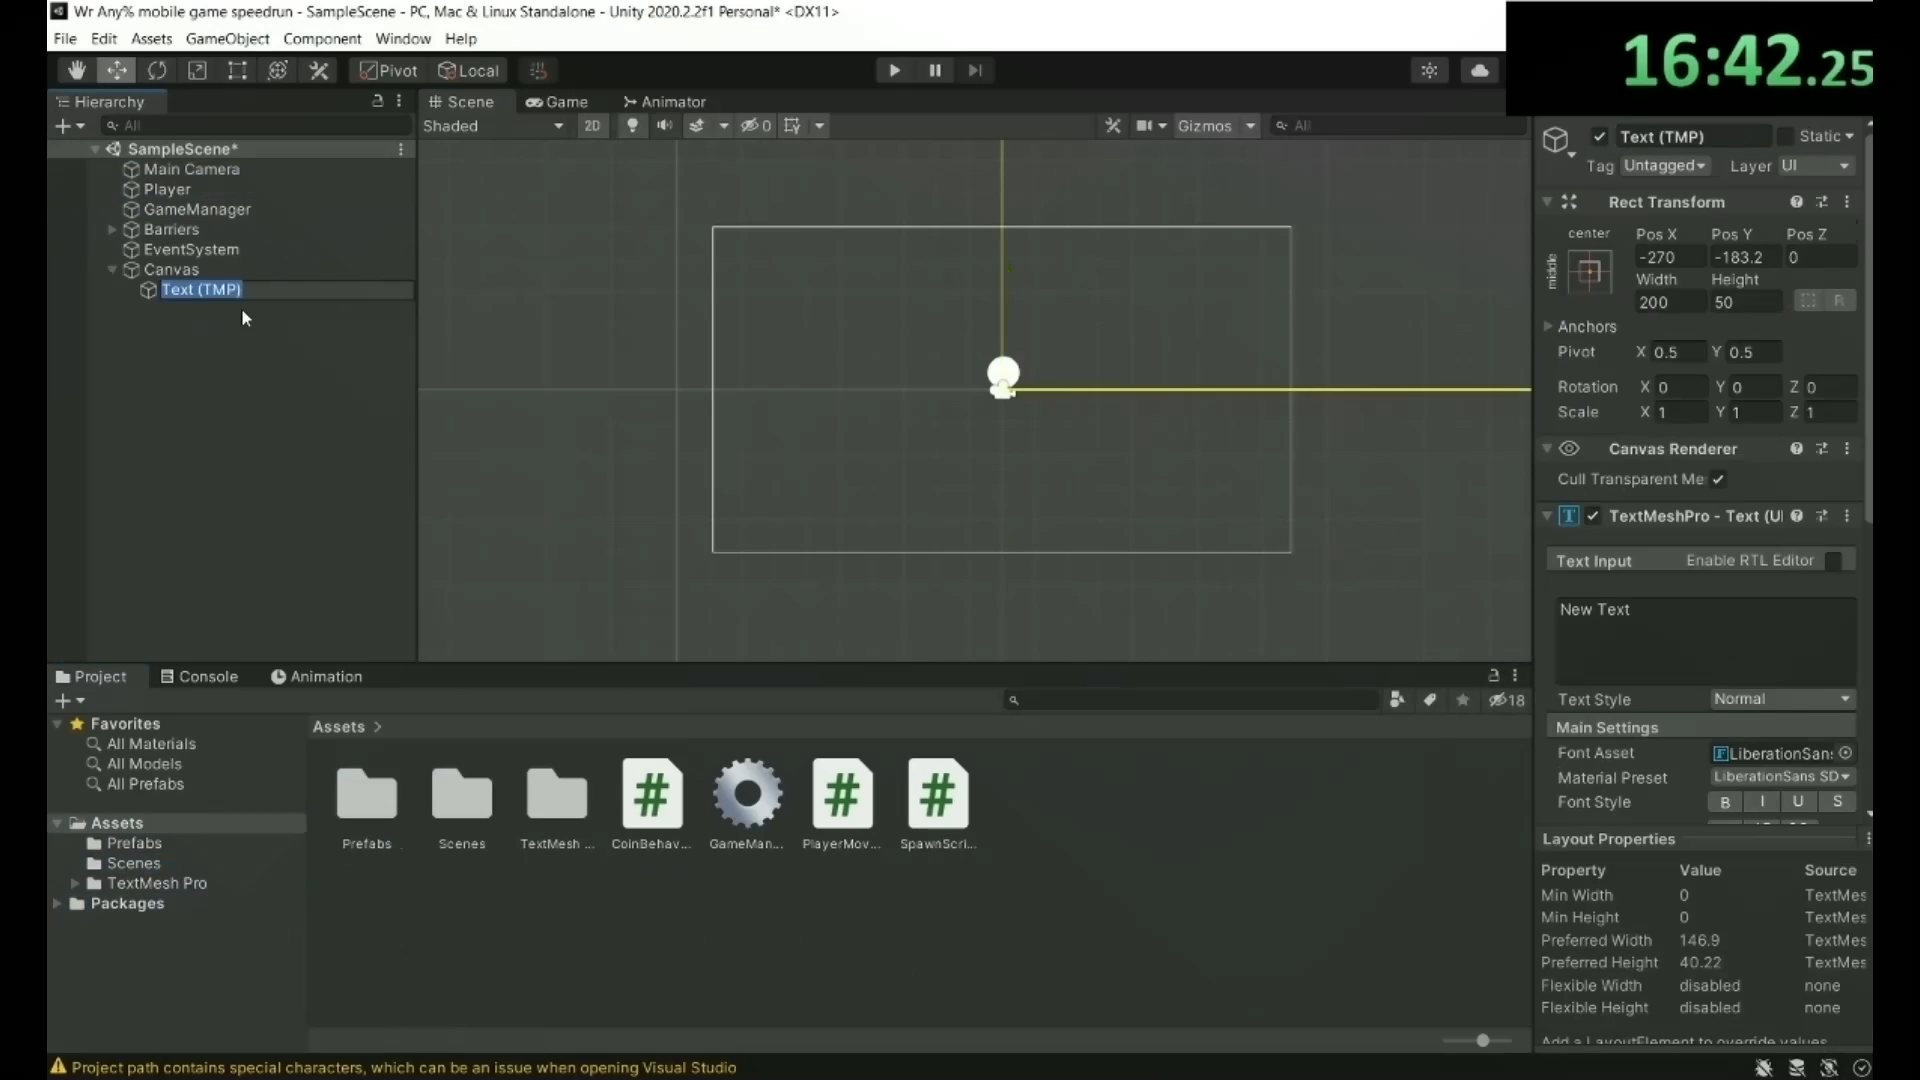 Wr Any% mobile game speedrun - SampleScene - PC, Mac & Linux Standalone - Unity 2020.2.2f1 Personal* <DX11>
16:42.25
File Edit Assets GameObject Component Window Help
Pivot Local
Hierarchy
Scene Game Animator
All
Shaded 2D 0 Gizmos All
SampleScene*
Main Camera
Player
GameManager
Barriers
EventSystem
Canvas
Text (TMP)
Text (TMP) Static
Tag Untagged Layer UI
Rect Transform
center Pos X Pos Y Pos Z
middle -270 -183.2 0
Width Height
200 50 R
Anchors
Pivot X 0.5 Y 0.5
Rotation X 0 Y 0 Z 0
Scale X 1 Y 1 Z 1
Canvas Renderer
Cull Transparent Me
T TextMeshPro - Text (UI
Text Input Enable RTL Editor
New Text
Text Style Normal
Main Settings
Font Asset F LiberationSans
Material Preset LiberationSans SD
Font Style B I U S
Layout Properties
Property Value Source
Min Width 0 TextMes
Min Height 0 TextMes
Preferred Width 146.9 TextMes
Preferred Height 40.22 TextMes
Flexible Width disabled none
Flexible Height disabled none
Add a LayoutElement to override values
Project Console Animation
18
Favorites
All Materials
All Models
All Prefabs
Assets
Prefabs
Scenes
TextMesh Pro
Packages
Assets >
# # #
Prefabs Scenes TextMesh ... CoinBehav... GameMan... PlayerMov... SpawnScri...
Project path contains special characters, which can be an issue when opening Visual Studio